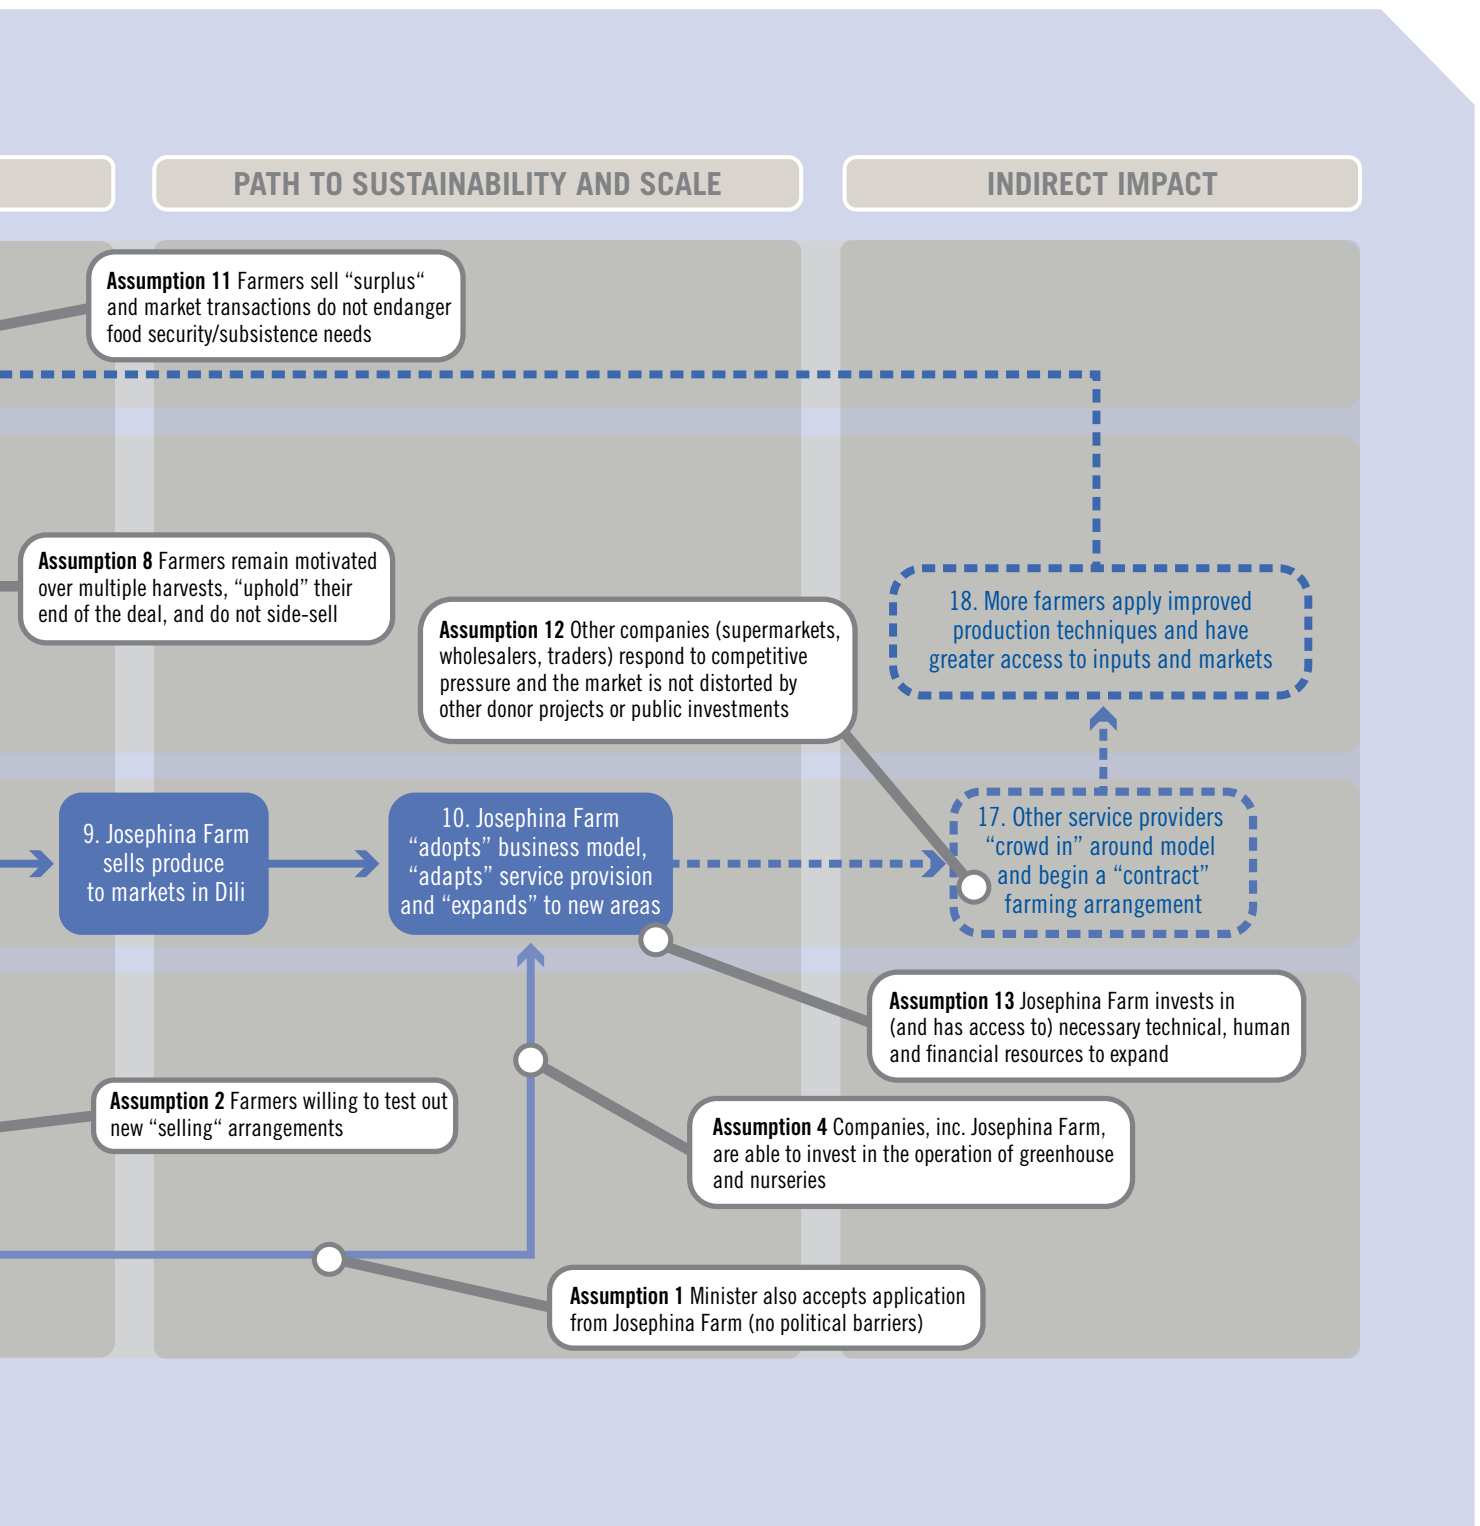 PATH TO SUSTAINABILITY AND SCALE
INDIRECT IMPACT
Assumption 11 Farmers sell “surplus“
and market transactions do not endanger
food security/subsistence needs
Assumption 8 Farmers remain motivated
over multiple harvests, “uphold” their
end of the deal, and do not side-sell
Assumption 12 Other companies (supermarkets,
wholesalers, traders) respond to competitive
pressure and the market is not distorted by
other donor projects or public investments
18. More farmers apply improved
production techniques and have
greater access to inputs and markets
9. Josephina Farm
sells produce
to markets in Dili
10. Josephina Farm
“adopts” business model,
“adapts” service provision
and “expands” to new areas
17. Other service providers
“crowd in” around model
and begin a “contract”
farming arrangement
Assumption 13 Josephina Farm invests in
(and has access to) necessary technical, human
and financial resources to expand
Assumption 2 Farmers willing to test out
new “selling“ arrangements
Assumption 4 Companies, inc. Josephina Farm,
are able to invest in the operation of greenhouse
and nurseries
Assumption 1 Minister also accepts application
from Josephina Farm (no political barriers)